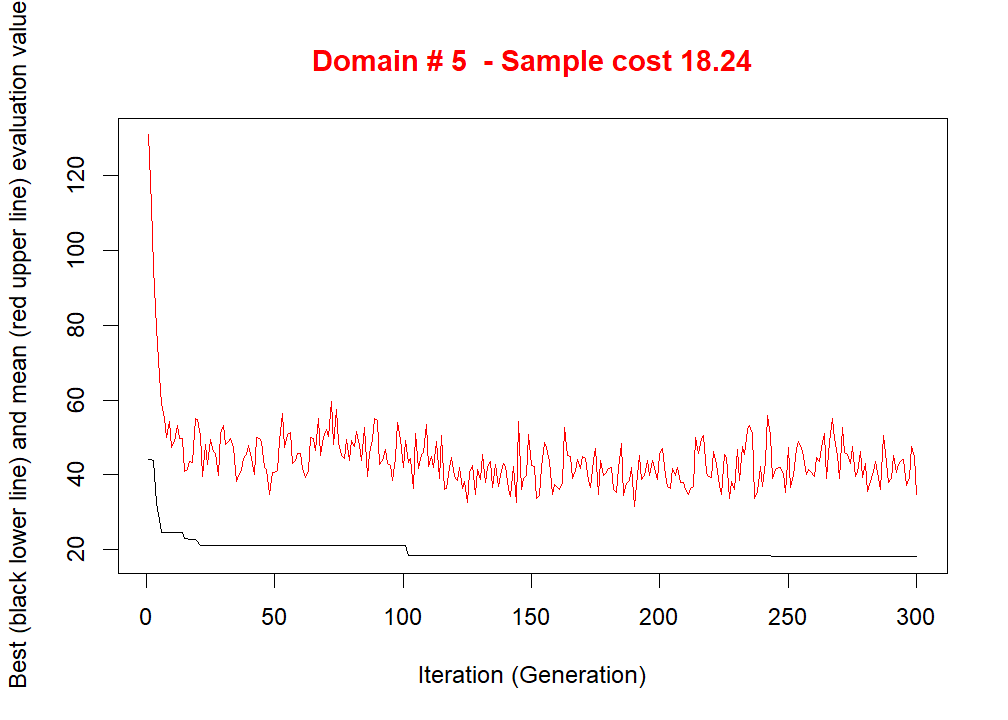 Domain # 5  - Sample cost 18.24
Best (black lower line) and mean (red upper line) evaluation value
120
100
80
60
40
20
0 50 100 150 200 250 300
Iteration (Generation)